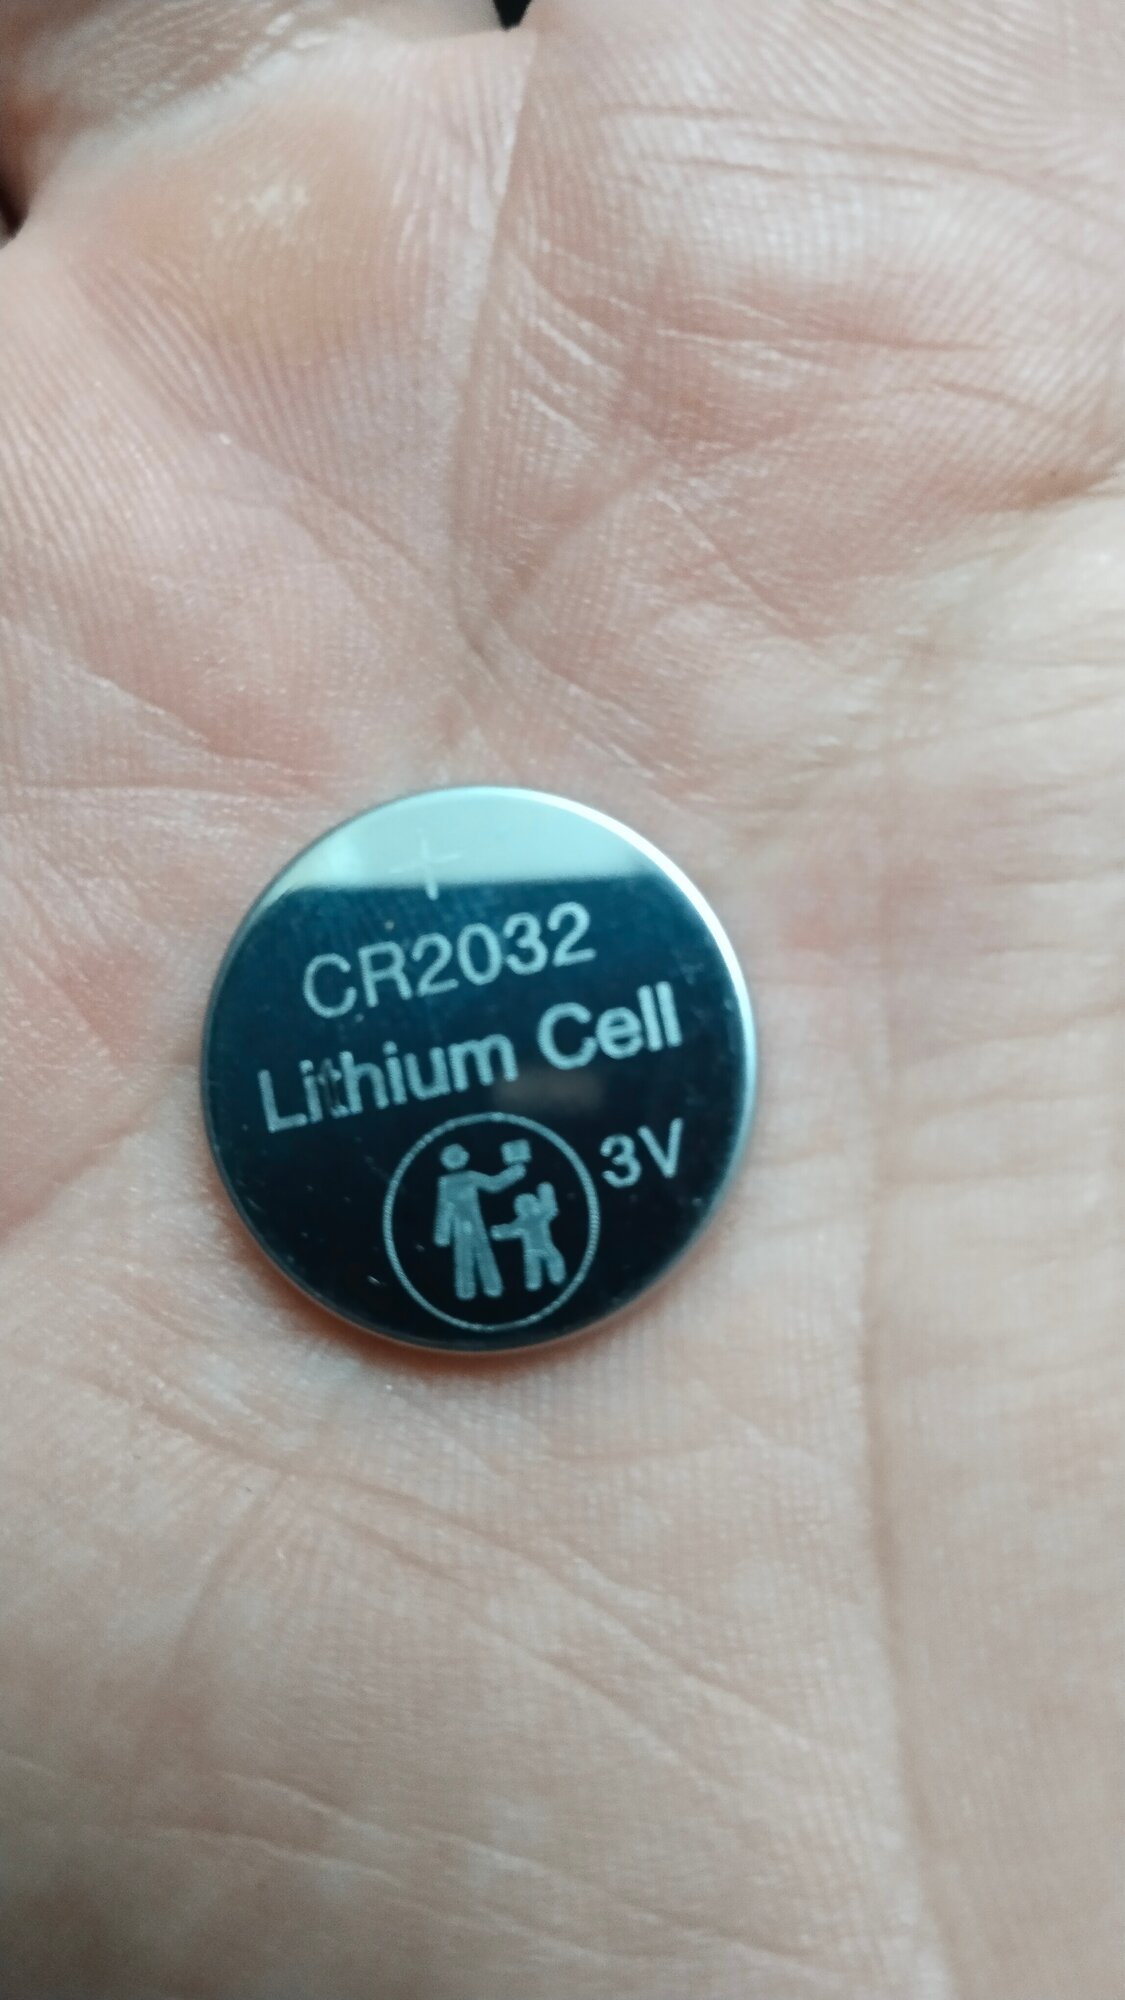 +
CR2032
Lithium Cell
3V